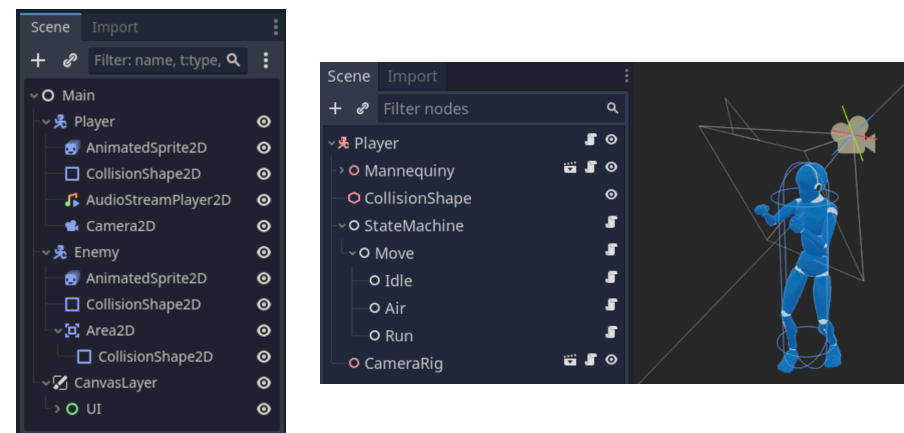 Scene Import
Filter: name, t:type,
Main
Player
AnimatedSprite2D
CollisionShape2D
AudioStreamPlayer2D
Camera2D
Enemy
AnimatedSprite2D
CollisionShape2D
Area2D
CollisionShape2D
CanvasLayer
UI
Scene Import
Filter nodes
Player
Mannequiny
CollisionShape
StateMachine
Move
Idle
Air
Run
CameraRig